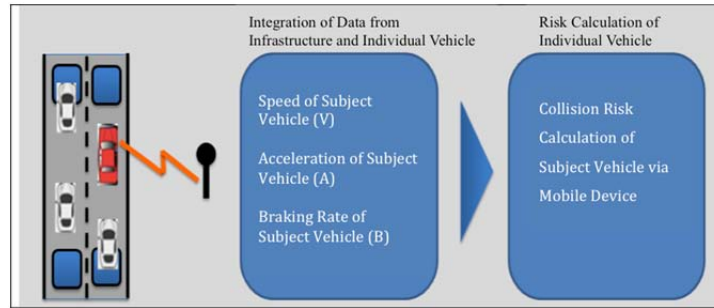 Integration of Data from
Infrastructure and Individual Vehicle
Speed of Subject
Vehicle (V)
Acceleration of Subject
Vehicle (A)
Braking Rate of
Subject Vehicle (B)
Risk Calculation of
Individual Vehicle
Collision Risk
Calculation of
Subject Vehicle via
Mobile Device